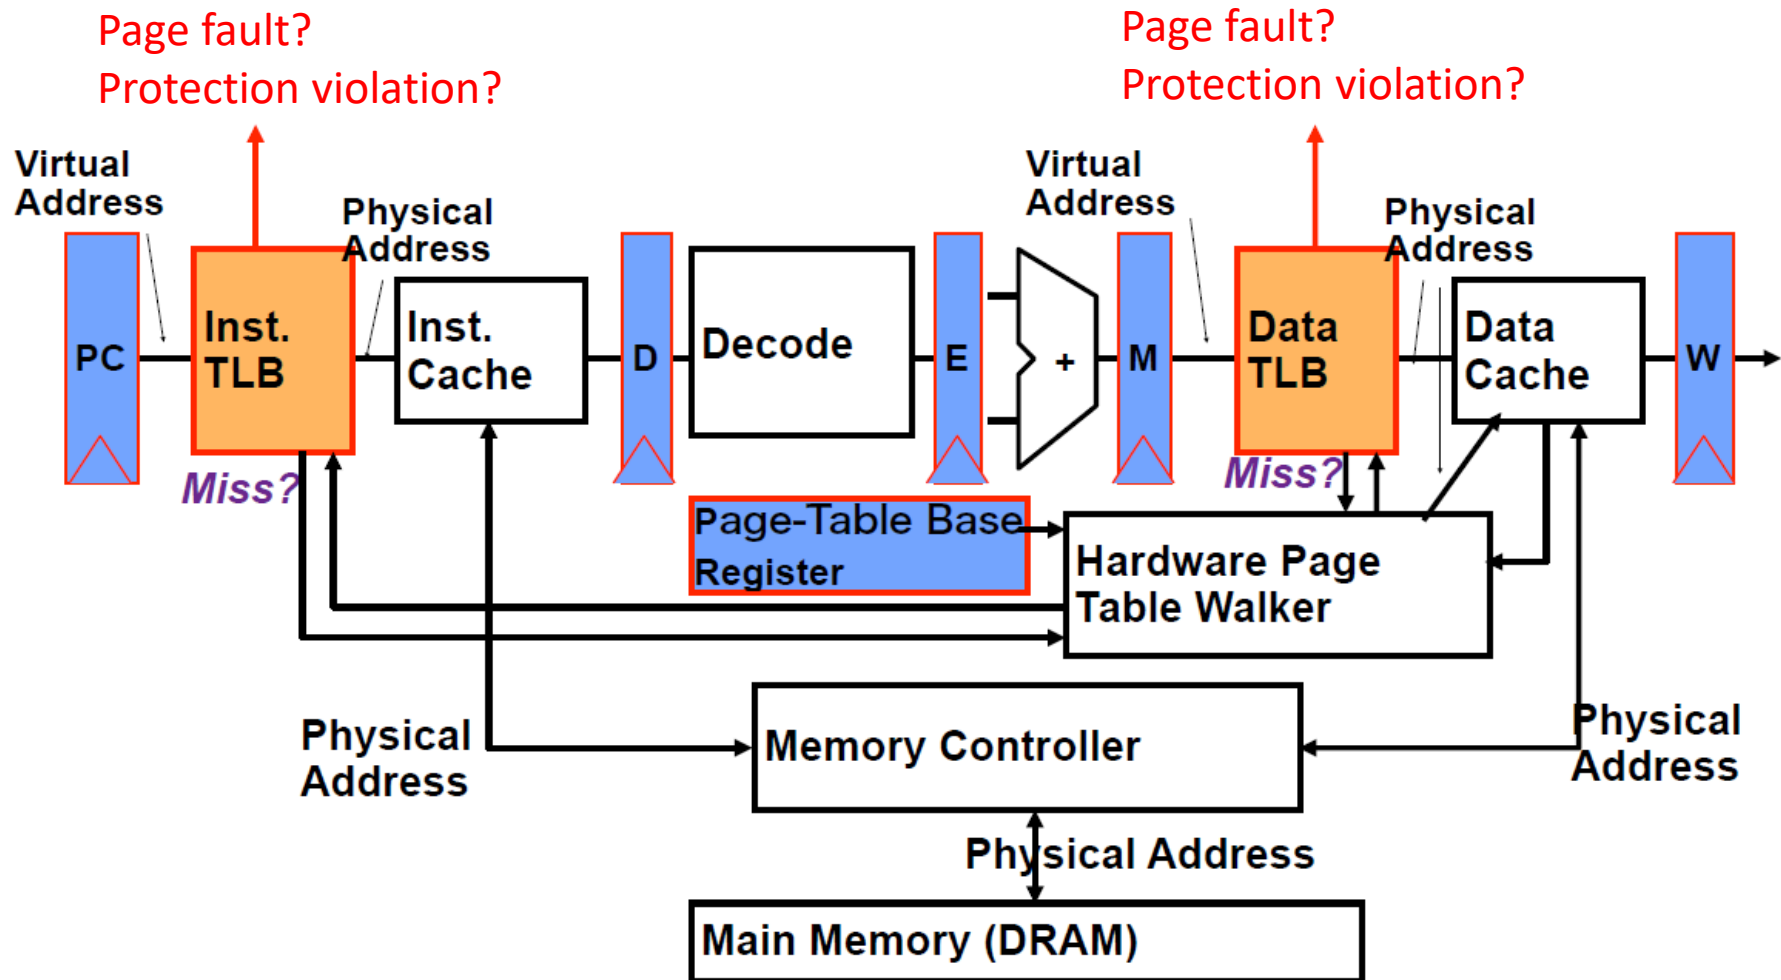 Page fault?
Protection violation?
Page fault?
Protection violation?
Virtual
Address
Physical
Address
Virtual
Address
Physical
Address
PC
Inst.
TLB
Inst.
Cache
D
Decode
E
+
M
Data
TLB
Data
Cache
W
Miss?
Miss?
Page-Table Base
Register
Hardware Page
Table Walker
Physical
Address
Memory Controller
Physical
Address
Physical Address
Main Memory (DRAM)